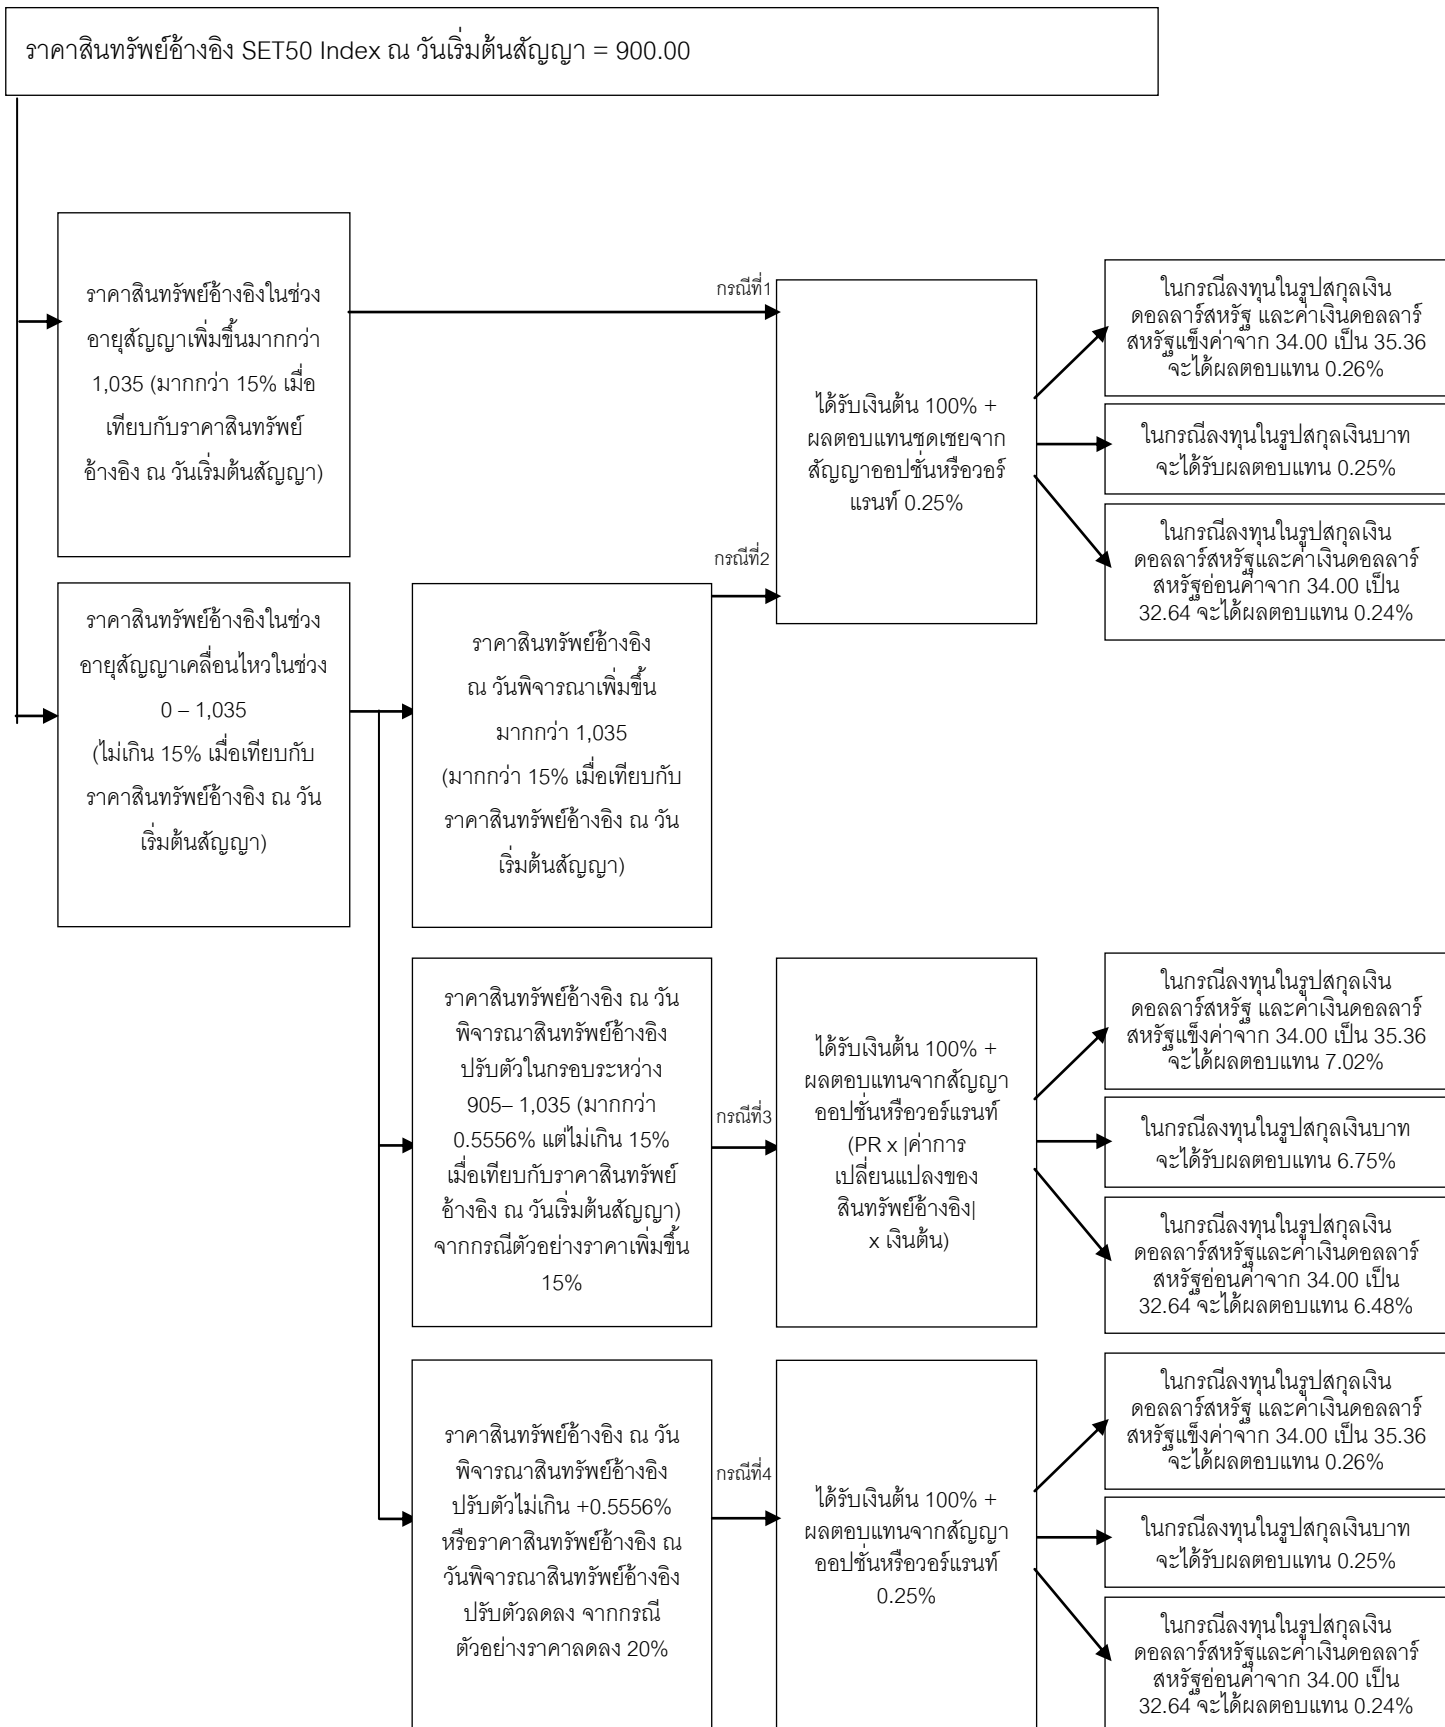 ราคาสินทรัพย์อ้างอิง SET50 Index ณ วันเริ่มต้นสัญญา = 900.00
ราคาสินทรัพย์อ้างอิงในช่วง
อายุสัญญาเพิ่มขึ้นมากกว่า
1,035 (มากกว่า 15% เมื่อ
เทียบกับราคาสินทรัพย์
อ้างอิง ณ วันเริ่มต้นสัญญา)
กรณีที่1
ได้รับเงินต้น 100% +
ผลตอบแทนชดเชยจาก
สัญญาออปชั่นหรือวอร์
แรนท์ 0.25%
ในกรณีลงทุนในรูปสกุลเงิน
ดอลลาร์สหรัฐ และค่าเงินดอลลาร์
สหรัฐแข็งค่าจาก 34.00 เป็น 35.36
จะได้ผลตอบแทน 0.26%
ในกรณีลงทุนในรูปสกุลเงินบาท
จะได้รับผลตอบแทน 0.25%
ในกรณีลงทุนในรูปสกุลเงิน
ดอลลาร์สหรัฐและค่าเงินดอลลาร์
สหรัฐอ่อนค่าจาก 34.00 เป็น
32.64 จะได้ผลตอบแทน 0.24%
ราคาสินทรัพย์อ้างอิงในช่วง
อายุสัญญาเคลื่อนไหวในช่วง
0 – 1,035
(ไม่เกิน 15% เมื่อเทียบกับ
ราคาสินทรัพย์อ้างอิง ณ วัน
เริ่มต้นสัญญา)
กรณีที่2
ราคาสินทรัพย์อ้างอิง
ณ วันพิจารณาเพิ่มขึ้น
มากกว่า 1,035
(มากกว่า 15% เมื่อเทียบกับ
ราคาสินทรัพย์อ้างอิง ณ วัน
เริ่มต้นสัญญา)
ราคาสินทรัพย์อ้างอิง ณ วัน
พิจารณาสินทรัพย์อ้างอิง
ปรับตัวในกรอบระหว่าง
905– 1,035 (มากกว่า
0.5556% แต่ไม่เกิน 15%
เมื่อเทียบกับราคาสินทรัพย์
อ้างอิง ณ วันเริ่มต้นสัญญา)
จากกรณีตัวอย่างราคาเพิ่มขึ้น
15%
กรณีที่3
ได้รับเงินต้น 100% +
ผลตอบแทนจากสัญญา
ออปชั่นหรือวอร์แรนท์
(PR x |ค่าการ
เปลี่ยนแปลงของ
สินทรัพย์อ้างอิง|
x เงินต้น)
ในกรณีลงทุนในรูปสกุลเงิน
ดอลลาร์สหรัฐ และค่าเงินดอลลาร์
สหรัฐแข็งค่าจาก 34.00 เป็น 35.36
จะได้ผลตอบแทน 7.02%
ในกรณีลงทุนในรูปสกุลเงินบาท
จะได้รับผลตอบแทน 6.75%
ในกรณีลงทุนในรูปสกุลเงิน
ดอลลาร์สหรัฐและค่าเงินดอลลาร์
สหรัฐอ่อนค่าจาก 34.00 เป็น
32.64 จะได้ผลตอบแทน 6.48%
ราคาสินทรัพย์อ้างอิง ณ วัน
พิจารณาสินทรัพย์อ้างอิง
ปรับตัวไม่เกิน +0.5556%
หรือราคาสินทรัพย์อ้างอิง ณ
วันพิจารณาสินทรัพย์อ้างอิง
ปรับตัวลดลง จากกรณี
ตัวอย่างราคาลดลง 20%
กรณีที่4
ได้รับเงินต้น 100% +
ผลตอบแทนจากสัญญา
ออปชั่นหรือวอร์แรนท์
0.25%
ในกรณีลงทุนในรูปสกุลเงิน
ดอลลาร์สหรัฐ และค่าเงินดอลลาร์
สหรัฐแข็งค่าจาก 34.00 เป็น 35.36
จะได้ผลตอบแทน 0.26%
ในกรณีลงทุนในรูปสกุลเงินบาท
จะได้รับผลตอบแทน 0.25%
ในกรณีลงทุนในรูปสกุลเงิน
ดอลลาร์สหรัฐและค่าเงินดอลลาร์
สหรัฐอ่อนค่าจาก 34.00 เป็น
32.64 จะได้ผลตอบแทน 0.24%